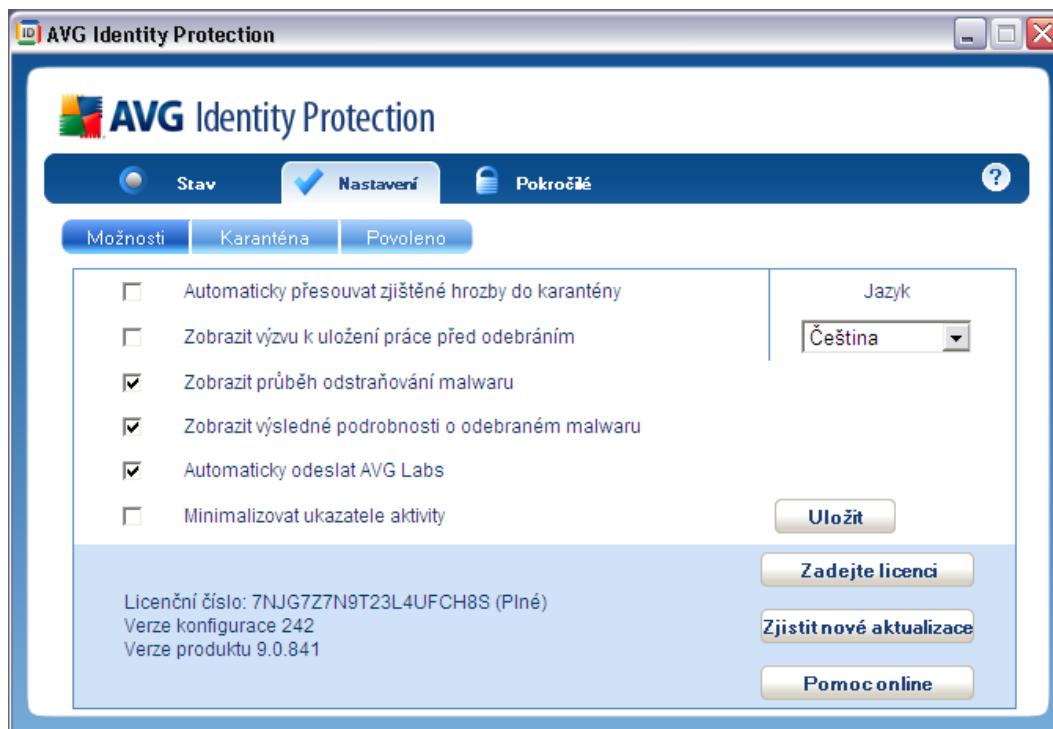 AVG Identity Protection
AVG Identity Protection
Stav
Nastavení
Pokročilé
?
Možnosti
Karanténa
Povoleno
Automaticky přesouvat zjištěné hrozby do karantény
Jazyk
Zobrazit výzvu k uložení práce před odebráním
Čeština
Zobrazit průběh odstraňování malwaru
Zobrazit výsledné podrobnosti o odebraném malwaru
Automaticky odeslat AVG Labs
Minimalizovat ukazatele aktivity
Uložit
Zadejte licenci
Licenční číslo: 7NJG7Z7N9T23L4UFCH8S (Plné)
Verze konfigurace 242
Zjistit nové aktualizace
Verze produktu 9.0.841
Pomoc online